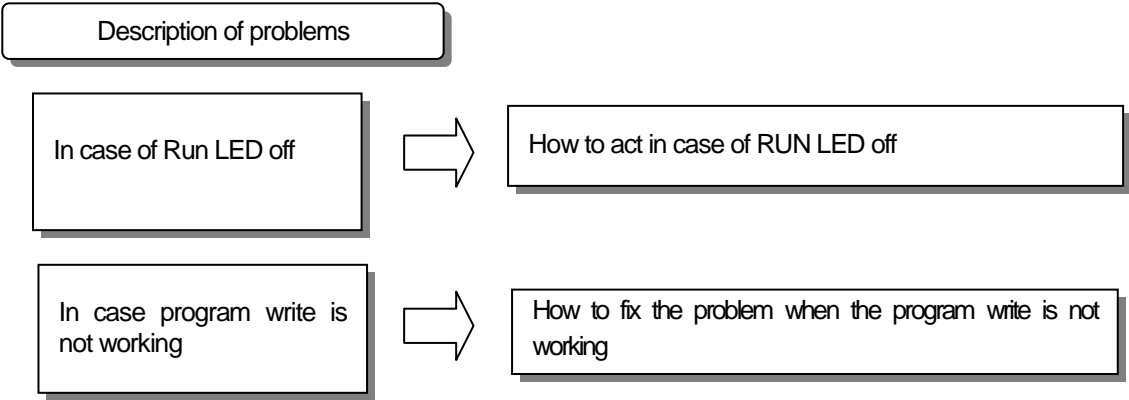 Description of problems
In case of Run LED off
How to act in case of RUN LED off
In case program write is
not working
How to fix the problem when the program write is not
working